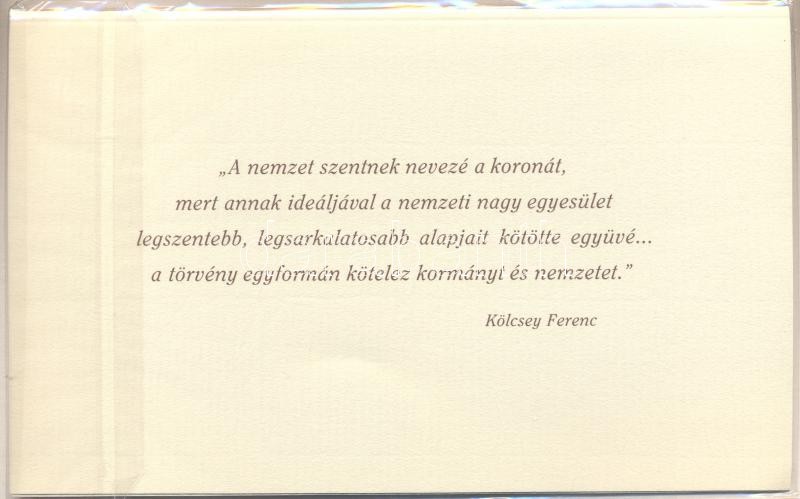 „A nemzet szentnek nevezé a koronát,
mert annak ideáljával a nemzeti nagy egyesület
legszentebb, legsarkalatosabb alapjait kötötte együvé...
a törvény egyformán kötelez kormányt és nemzetet.”
Kölcsey Ferenc